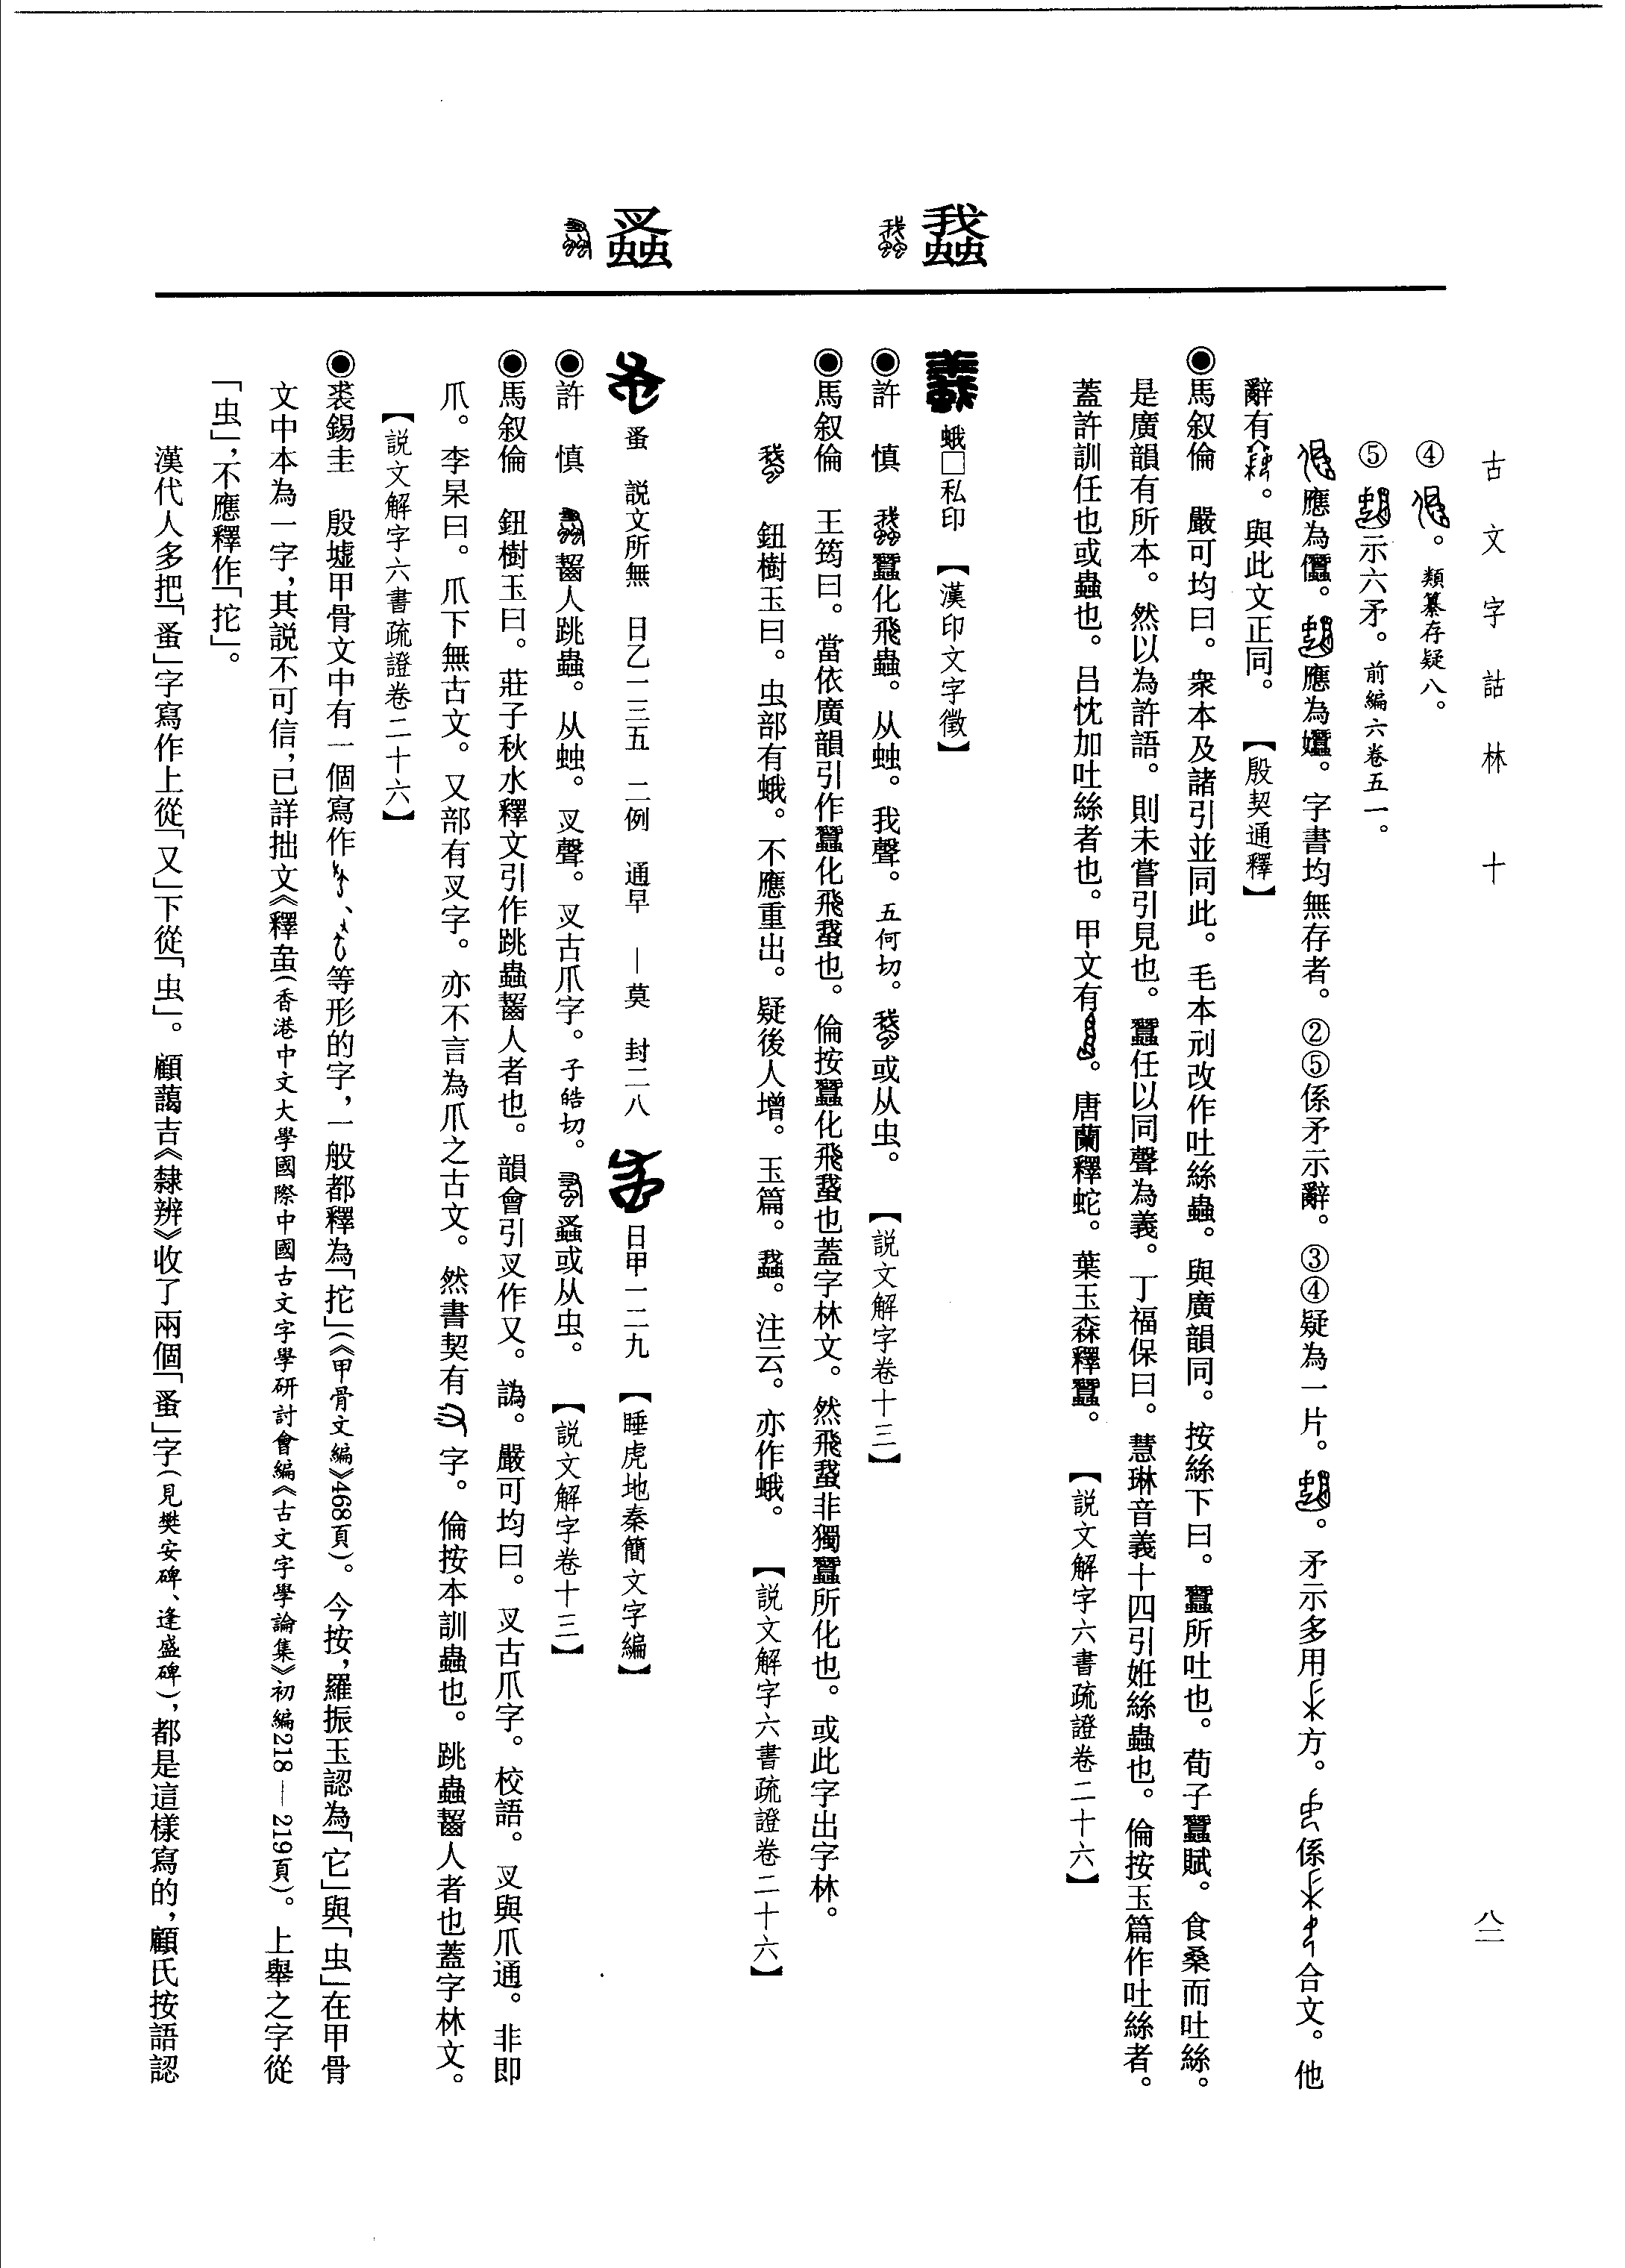 古文字詁林 十
八二
④。類纂存疑八。
⑤示六矛。前編六卷五一。
應為儮。應為孎。字書均無存者。②⑤係矛示辭。③④疑為一片。。矛示多用方。係合文。他
辭有。與此文正同。 【殷契通釋】
◉馬叙倫 嚴可均曰。衆本及諸引並同此。毛本刓改作吐絲蟲。與廣韻同。按絲下曰。蠶所吐也。荀子蠶賦。食桑而吐絲。
是廣韻有所本。然以為許語。則未嘗引見也。蠶任以同聲為義。丁福保曰。慧琳音義十四引姙絲蟲也。倫按玉篇作吐絲者。
蓋許訓任也或蟲也。吕忱加吐絲者也。甲文有。唐蘭釋蛇。葉玉森釋蠶。 【説文解字六書疏證卷二十六】
䖸
蛾□私印 【漢印文字徵】
◉許 慎 蠶化飛蟲。从䖵。我聲。五何切。或从虫。 【説文解字卷十三】
◉馬叙倫 王筠曰。當依廣韻引作蠶化飛蛾也。倫按蠶化飛蛾也蓋字林文。然飛蛾非獨蠶所化也。或此字出字林。
鈕樹玉曰。虫部有蛾。不應重出。疑後人增。玉篇。䖸。注云。亦作蛾。 【説文解字六書疏證卷二十六】
䗫
蚤 説文所無 日乙一三五 二例 通早 —莫 封二八 日甲一二九 【睡虎地秦簡文字編】
◉許 慎 齧人跳蟲。从䖵。叉聲。叉古爪字。子皓切。䗫或从虫。 【説文解字卷十三】
◉馬叙倫 鈕樹玉曰。莊子秋水釋文引作跳蟲齧人者也。韻會引叉作又。譌。嚴可均曰。叉古爪字。校語。叉與爪通。非即
爪。李杲曰。爪下無古文。又部有叉字。亦不言為爪之古文。然書契有字。倫按本訓蟲也。跳蟲齧人者也蓋字林文。
【説文解字六書疏證卷二十六】
◉裘錫圭 殷墟甲骨文中有一個寫作、等形的字，一般都釋為「拕」(《甲骨文編》468頁)。今按，羅振玉認為「它」與「虫」在甲骨
文中本為一字，其説不可信，已詳拙文《釋䖝》(香港中文大學國際中國古文字學研討會編《古文字學論集》初編218—219頁)。上舉之字從
「虫」，不應釋作「拕」。
漢代人多把「蚤」字寫作上從「又」下從「虫」。顧藹吉《隸辨》收了兩個「蚤」字(見樊安碑、逢盛碑)，都是這樣寫的，顧氏按語認